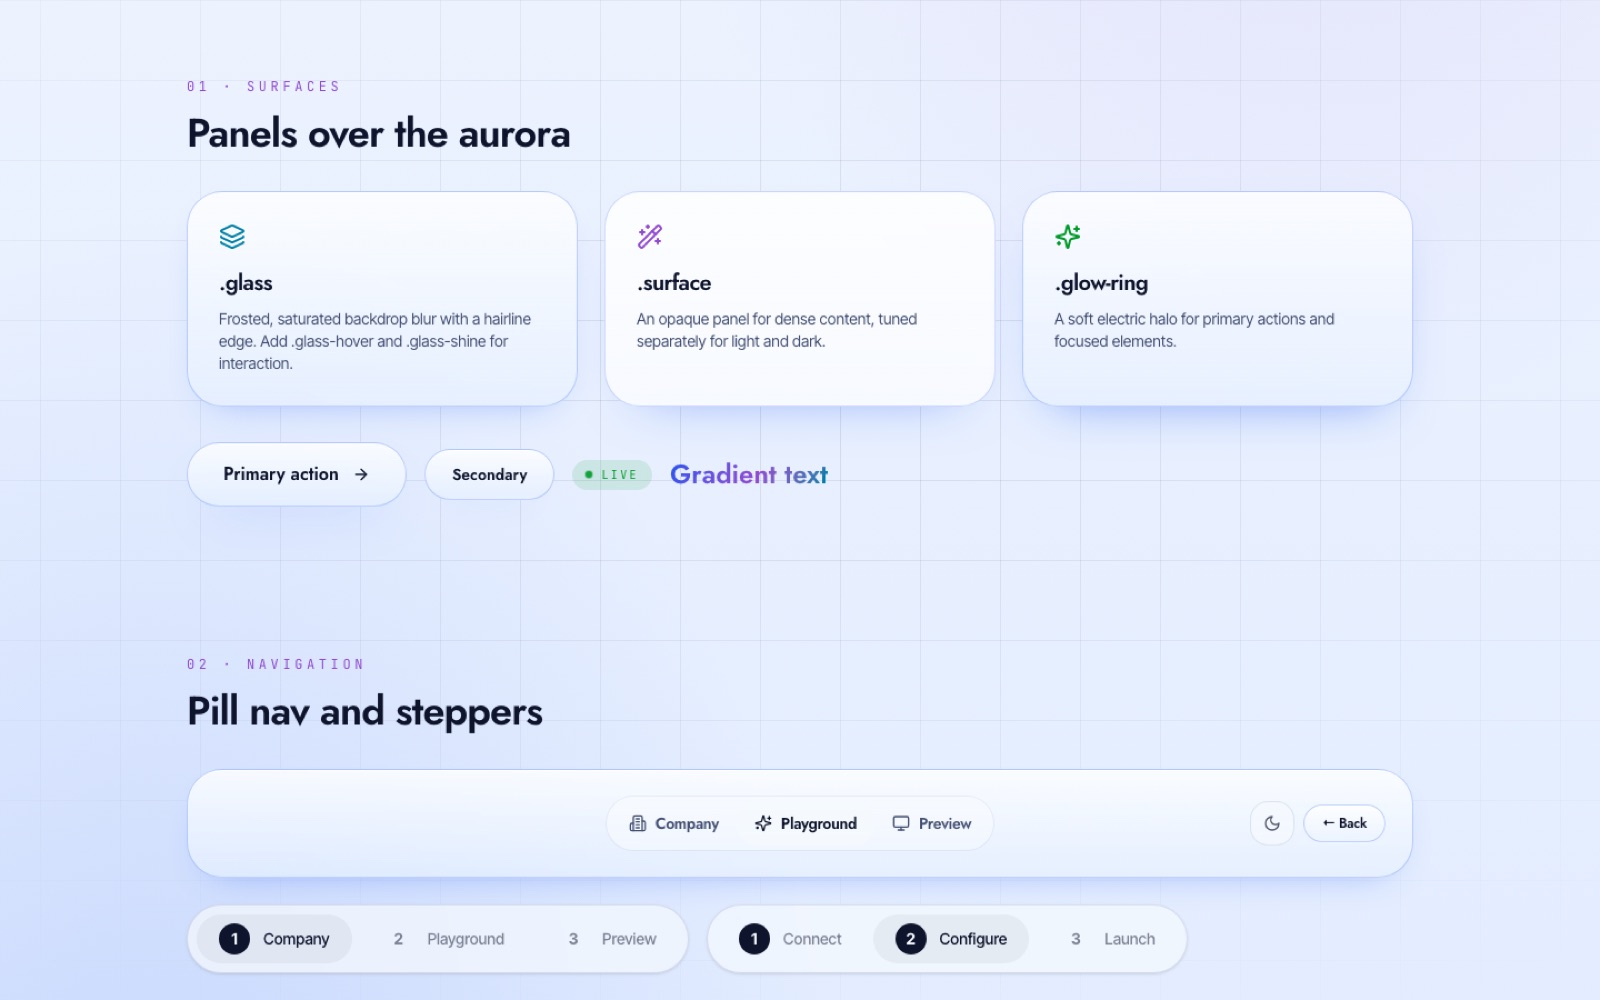 01 · SURFACES
Panels over the aurora
.glass
Frosted, saturated backdrop blur with a hairline
edge. Add .glass-hover and .glass-shine for
interaction.
.surface
An opaque panel for dense content, tuned
separately for light and dark.
.glow-ring
A soft electric halo for primary actions and
focused elements.
Primary action → Secondary LIVE Gradient text
02 · NAVIGATION
Pill nav and steppers
Company Playground Preview ← Back
1 Company 2 Playground 3 Preview 1 Connect 2 Configure 3 Launch